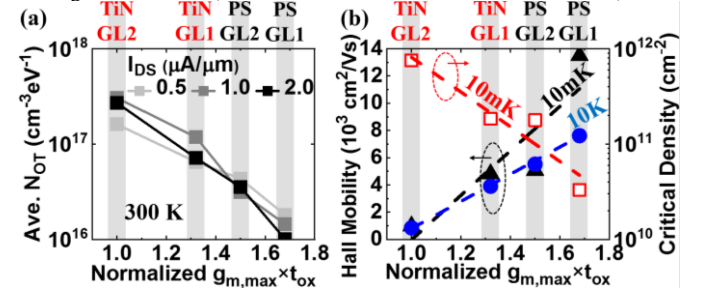 (a)
TiN TiN PS PS
GL2 GL1 GL2 GL1
10^18
10^17
10^16
Ave. N_OT (cm^-3eV^-1)
I_DS (μA/μm)
0.5 1.0 2.0
300 K
1.0 1.2 1.4 1.6 1.8
Normalized g_m,max×t_ox
(b)
TiN TiN PS PS
GL2 GL1 GL2 GL1
14
12
10
8
6
4
2
0
Hall Mobility (10^3 cm^2/Vs)
10mK
10mK
10K
10^12
10^11
10^10
Critical Density (cm^-2)
1.0 1.2 1.4 1.6 1.8
Normalized g_m,max×t_ox